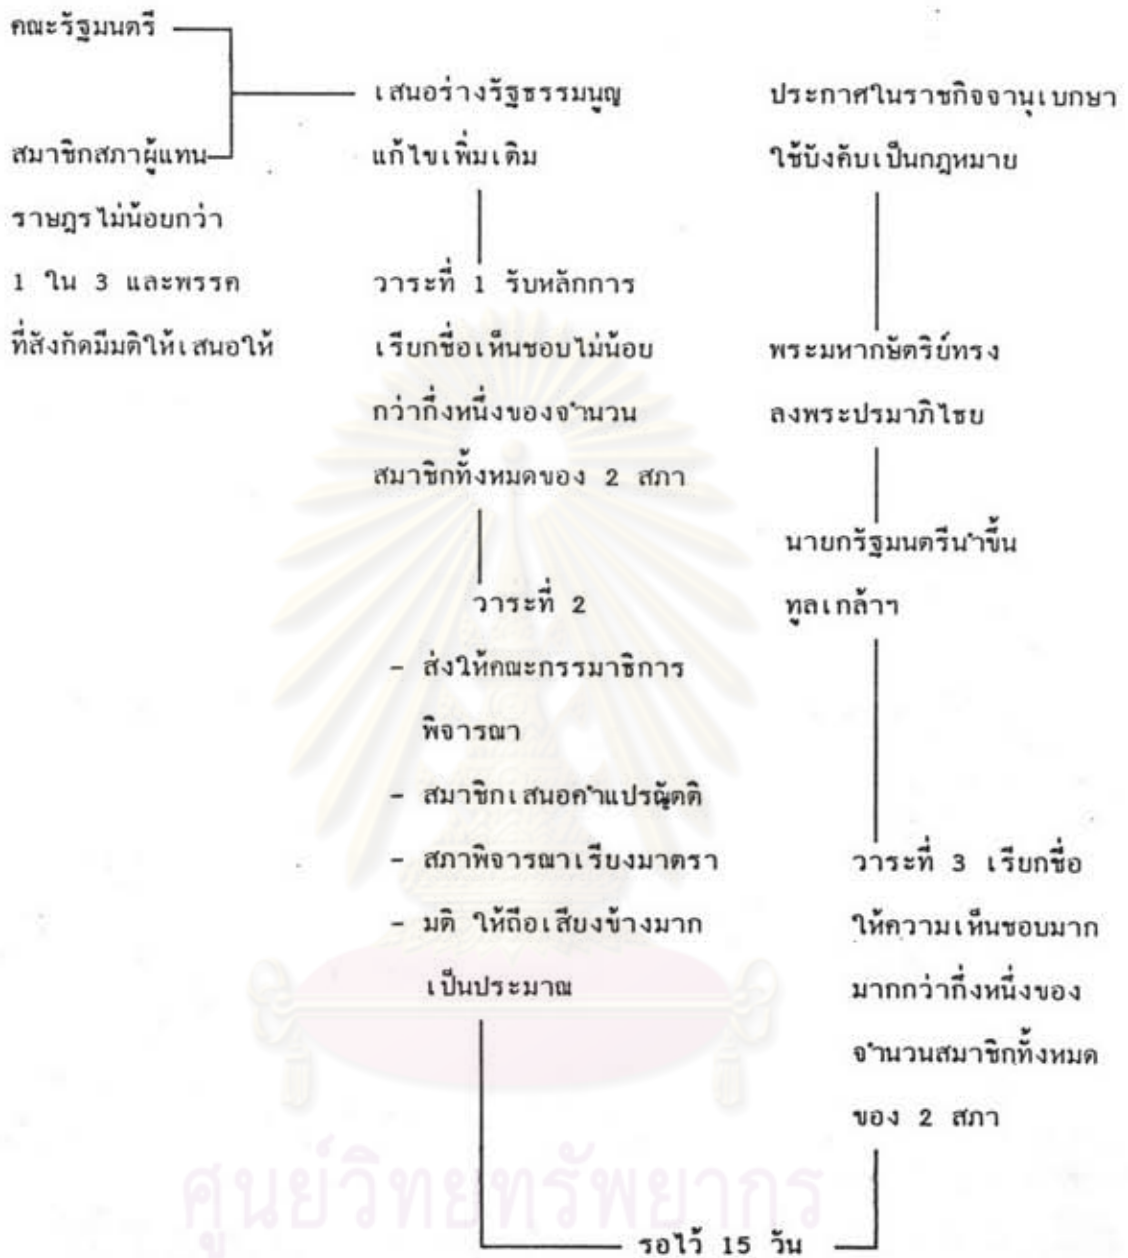 คณะรัฐมนตรี
สมาชิกสภาผู้แทน
ราษฎรไม่น้อยกว่า
1 ใน 3 และพรรค
ที่สังกัดมีมติให้เสนอให้
เสนอร่างรัฐธรรมนูญ
แก้ไขเพิ่มเติม
วาระที่ 1 รับหลักการ
เรียกชื่อเห็นชอบไม่น้อย
กว่ากึ่งหนึ่งของจำนวน
สมาชิกทั้งหมดของ 2 สภา
วาระที่ 2
- ส่งให้คณะกรรมาธิการ
พิจารณา
- สมาชิกเสนอคำแปรญัตติ
- สภาพิจารณาเรียงมาตรา
- มติ ให้ถือเสียงข้างมาก
เป็นประมาณ
รอไว้ 15 วัน
วาระที่ 3 เรียกชื่อ
ให้ความเห็นชอบมาก
มากกว่ากึ่งหนึ่งของ
จำนวนสมาชิกทั้งหมด
ของ 2 สภา
นายกรัฐมนตรีนำขึ้น
ทูลเกล้าฯ
พระมหากษัตริย์ทรง
ลงพระปรมาภิไธย
ประกาศในราชกิจจานุเบกษา
ใช้บังคับเป็นกฎหมาย
ศูนย์วิทยทรัพยากร